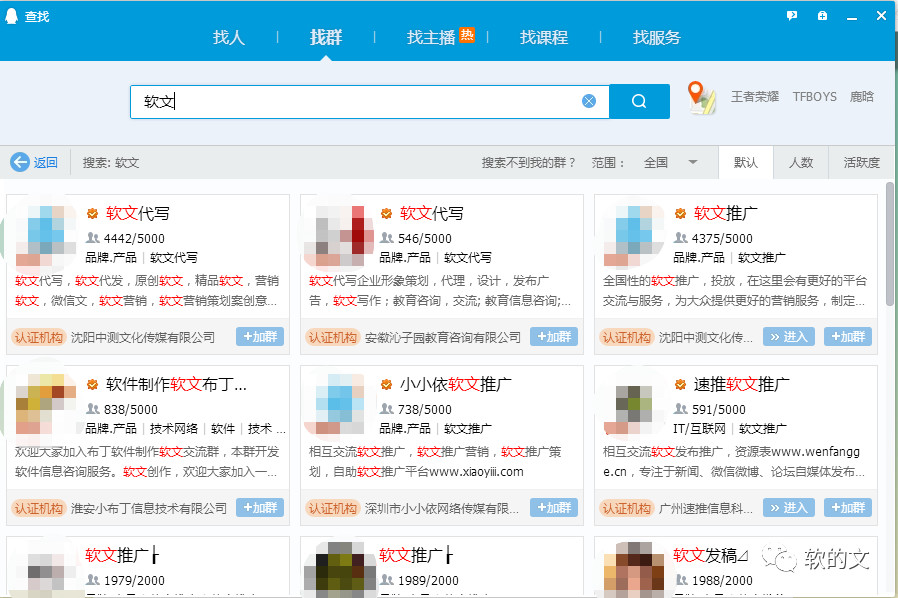 查找
找人 找群 找主播 热 找课程 找服务
软文
王者荣耀 TFBOYS 鹿晗
返回 搜索: 软文 搜索不到我的群？ 范围： 全国 默认 人数 活跃度
软文代写
4442/5000
品牌.产品 | 软文代写
软文代写，软文代发，原创软文，精品软文，营销
软文，微信文，软文营销，软文营销策划案创意...
认证机构 沈阳中测文化传媒有限公司 +加群
软文代写
546/5000
品牌.产品 | 软文代写
软文代写企业形象策划，代理，设计，发布广
告，软文写作；教育咨询，交流; 教育信息咨询;...
认证机构 安徽沁子园教育咨询有限公司 +加群
软文推广
4375/5000
品牌.产品 | 软文推广
全国性的软文推广，投放，在这里会有更好的平台
交流与服务，为大众提供更好的营销服务，制定...
认证机构 沈阳中测文化传... » 进入 +加群
软件制作软文布丁...
838/5000
品牌.产品 | 技术网络 | 软件 | 技术 ...
欢迎大家加入布丁软件制作软文交流群，本群开发
软件信息咨询服务。软文创作，欢迎大家加入一...
认证机构 淮安小布丁信息技术有限公司 +加群
小小依软文推广
738/5000
品牌.产品 | 软文推广
相互交流软文推广，软文推广营销，软文推广策
划，自助软文推广平台www.xiaoyii.com
认证机构 深圳市小小依网络传媒有限... +加群
速推软文推广
591/5000
IT/互联网 | 软文推广
相互交流软文发布推广，资源表www.wenfangg
e.cn，专注于新闻、微信微博、论坛自媒体发布...
认证机构 广州速推信息科... » 进入 +加群
软文推广
1979/2000
软文推广
1989/2000
软文发稿
1988/2000
软的文